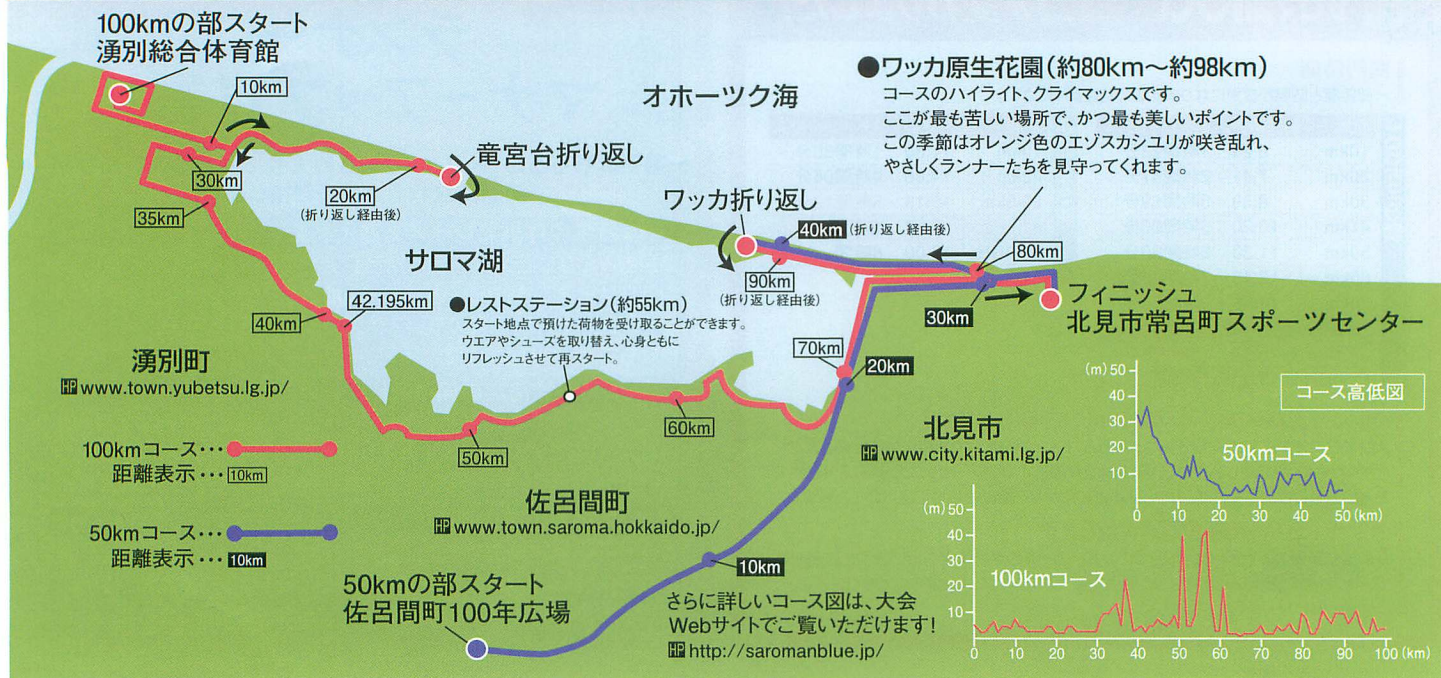 100kmの部スタート
湧別総合体育館
10km
30km
35km
20km
(折り返し経由後)
竜宮台折り返し
オホーツク海
●ワッカ原生花園(約80km〜約98km)
コースのハイライト、クライマックスです。
ここが最も苦しい場所で、かつ最も美しいポイントです。
この季節はオレンジ色のエゾスカシユリが咲き乱れ、
やさしくランナーたちを見守ってくれます。
ワッカ折り返し
40km (折り返し経由後)
90km
(折り返し経由後)
80km
30km
フィニッシュ
北見市常呂町スポーツセンター
サロマ湖
●レストステーション(約55km)
スタート地点で預けた荷物を受け取ることができます。
ウエアやシューズを取り替え、心身ともに
リフレッシュさせて再スタート。
40km
42.195km
50km
60km
70km
20km
湧別町
HP www.town.yubetsu.lg.jp/
100kmコース・・・
距離表示・・・10km
50kmコース・・・
距離表示・・・10km
佐呂間町
HP www.town.saroma.hokkaido.jp/
北見市
HP www.city.kitami.lg.jp/
10km
50kmの部スタート
佐呂間町100年広場
さらに詳しいコース図は、大会
Webサイトでご覧いただけます!
HP http://saromanblue.jp/
コース高低図
50kmコース
(m) 50
40
30
20
10
0 10 20 30 40 50 (km)
100kmコース
(m) 50
40
30
20
10
0 10 20 30 40 50 60 70 80 90 100 (km)